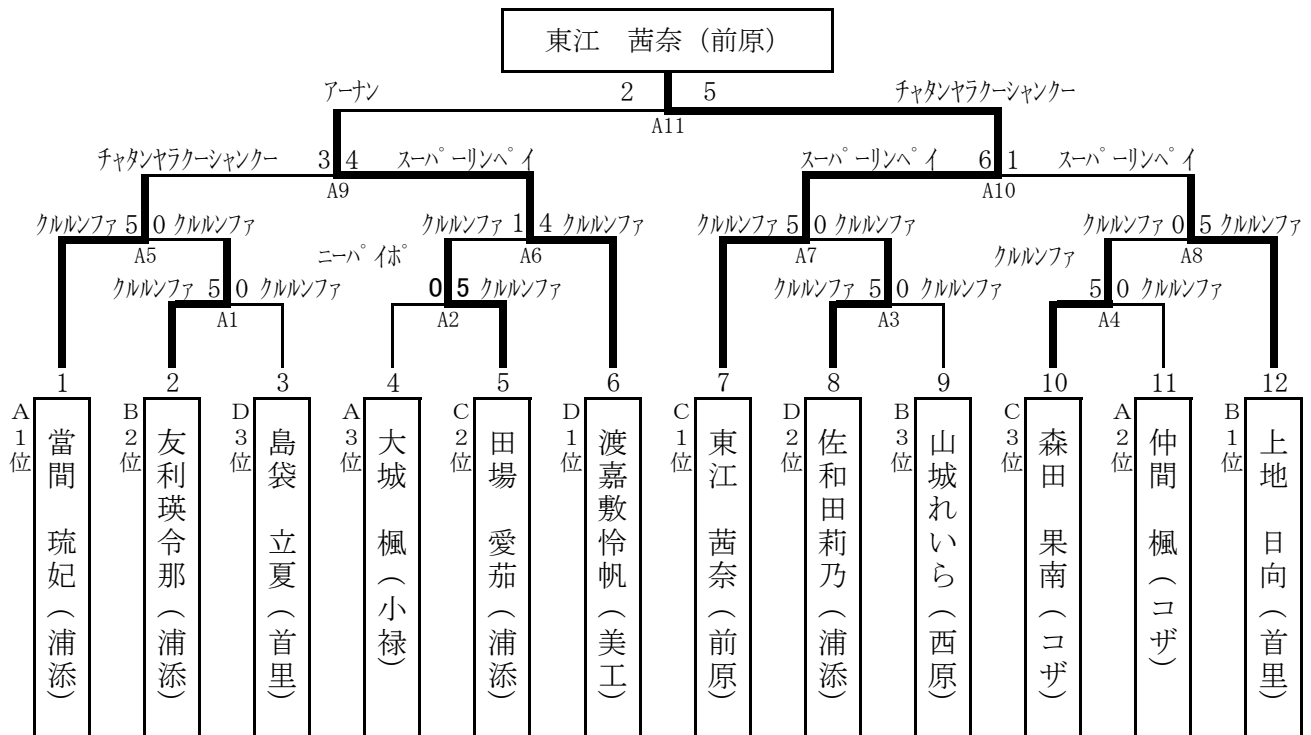 東江　茜奈（前原）
アーナン 2 5 チャタンヤラクーシャンクー
A11
チャタンヤラクーシャンクー 3 4 スーパーリンペイ スーパーリンペイ 6 1 スーパーリンペイ
A9 A10
クルルンファ 5 0 クルルンファ クルルンファ 1 4 クルルンファ クルルンファ 5 0 クルルンファ クルルンファ 0 5 クルルンファ
A5 ニーパイポ A6 A7 クルルンファ A8
クルルンファ 5 0 クルルンファ 0 5 クルルンファ クルルンファ 5 0 クルルンファ 5 0 クルルンファ
A1 A2 A3 A4
1 2 3 4 5 6 7 8 9 10 11 12
A1位
當間　琉妃（浦添）
B2位
友利瑛令那（浦添）
D3位
島袋　立夏（首里）
A3位
大城　楓（小禄）
C2位
田場　愛茄（浦添）
D1位
渡嘉敷怜帆（美工）
C1位
東江　茜奈（前原）
D2位
佐和田莉乃（浦添）
B3位
山城れいら（西原）
C3位
森田　果南（コザ）
A2位
仲間　楓（コザ）
B1位
上地　日向（首里）